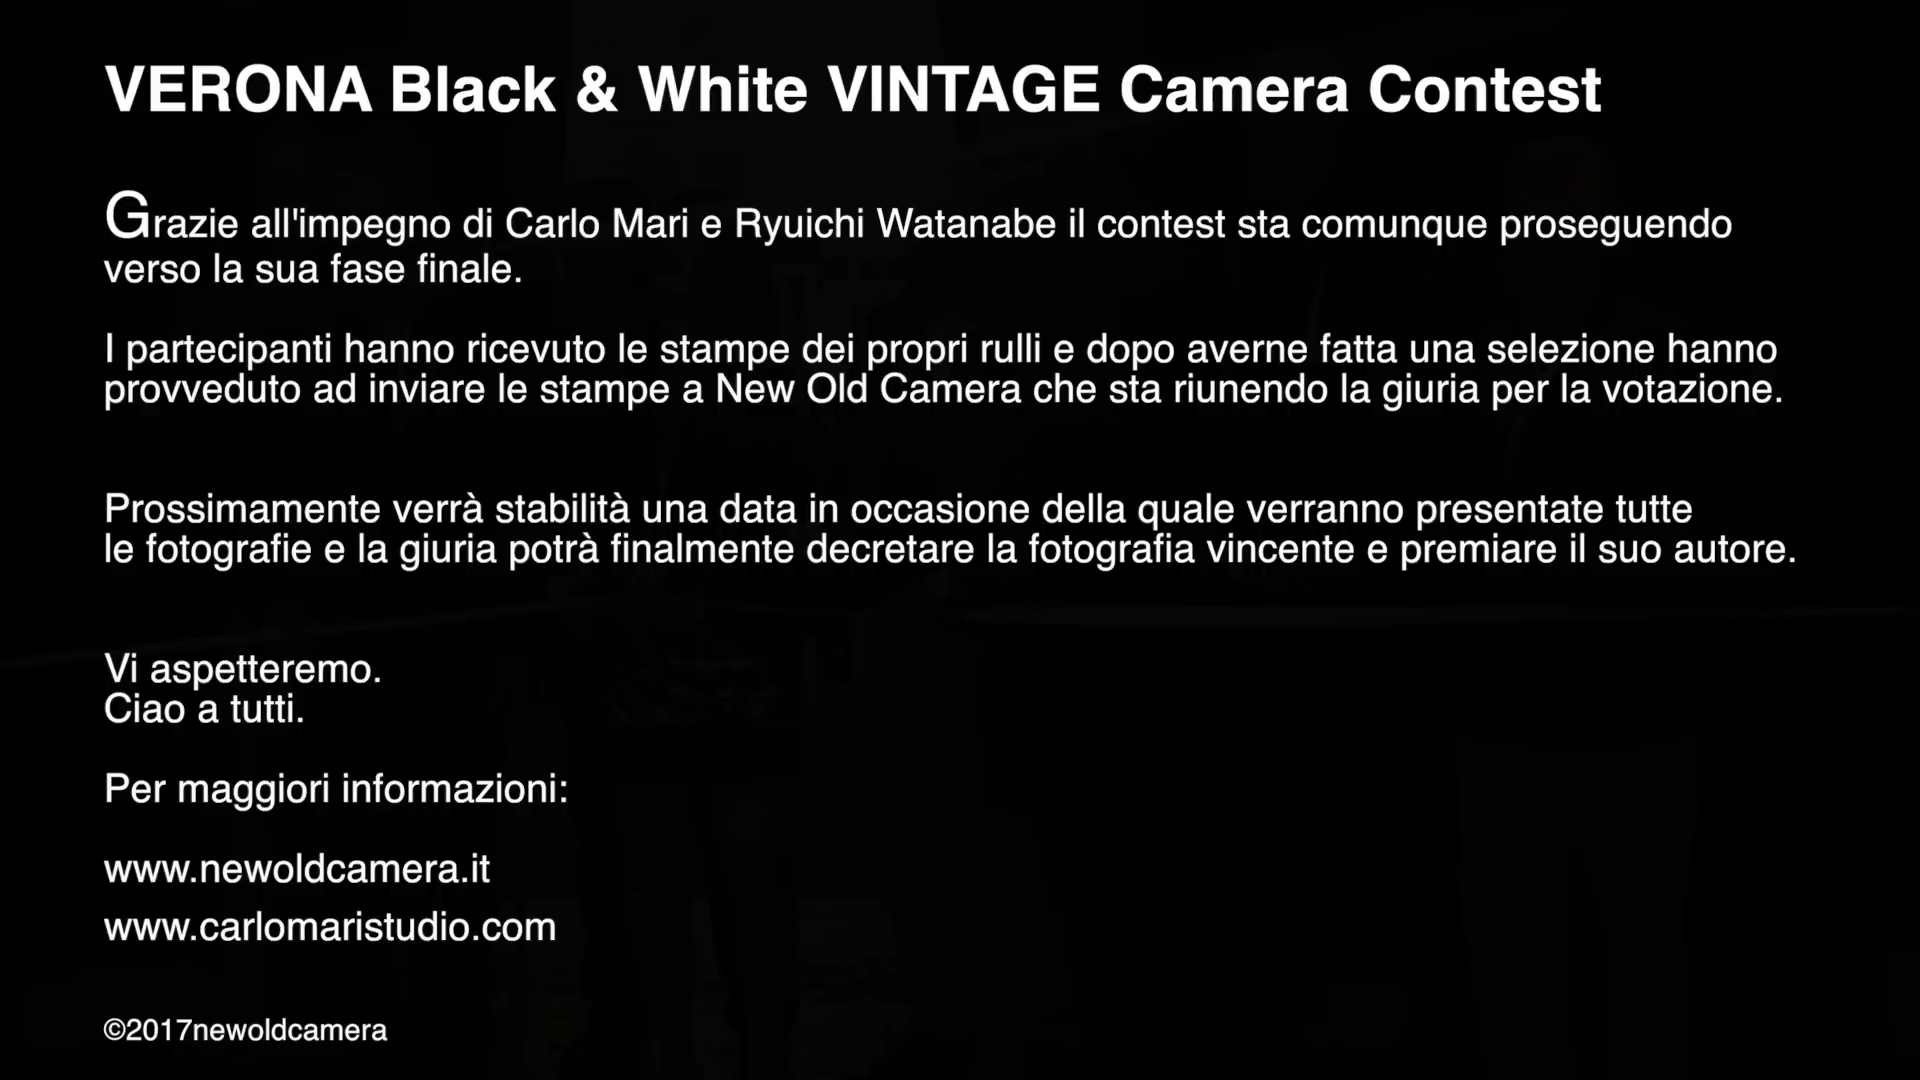 VERONA Black & White VINTAGE Camera Contest
Grazie all'impegno di Carlo Mari e Ryuichi Watanabe il contest sta comunque proseguendo
verso la sua fase finale.
I partecipanti hanno ricevuto le stampe dei propri rulli e dopo averne fatta una selezione hanno
provveduto ad inviare le stampe a New Old Camera che sta riunendo la giuria per la votazione.
Prossimamente verrà stabilità una data in occasione della quale verranno presentate tutte
le fotografie e la giuria potrà finalmente decretare la fotografia vincente e premiare il suo autore.
Vi aspetteremo.
Ciao a tutti.
Per maggiori informazioni:
www.newoldcamera.it
www.carlomaristudio.com
©2017newoldcamera